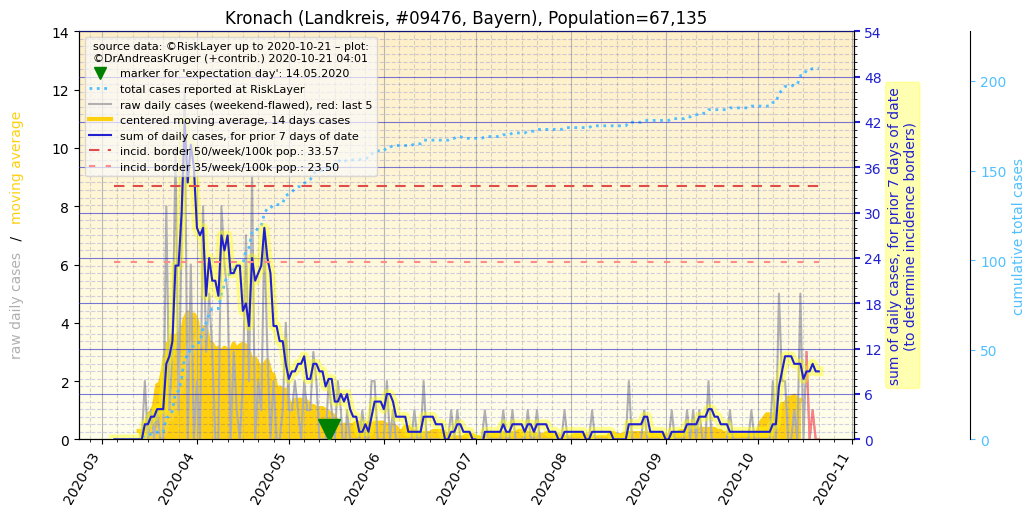 Kronach (Landkreis, #09476, Bayern), Population=67,135
source data: ©RiskLayer up to 2020-10-21 – plot:
©DrAndreasKruger (+contrib.) 2020-10-21 04:01
marker for 'expectation day': 14.05.2020
total cases reported at RiskLayer
raw daily cases (weekend-flawed), red: last 5
centered moving average, 14 days cases
sum of daily cases, for prior 7 days of date
incid. border 50/week/100k pop.: 33.57
incid. border 35/week/100k pop.: 23.50
raw daily cases / moving average
14
12
10
8
6
4
2
0
54
48
42
36
30
24
18
12
6
0
sum of daily cases, for prior 7 days of date
(to determine incidence borders)
200
150
100
50
0
cumulative total cases
2020-03
2020-04
2020-05
2020-06
2020-07
2020-08
2020-09
2020-10
2020-11